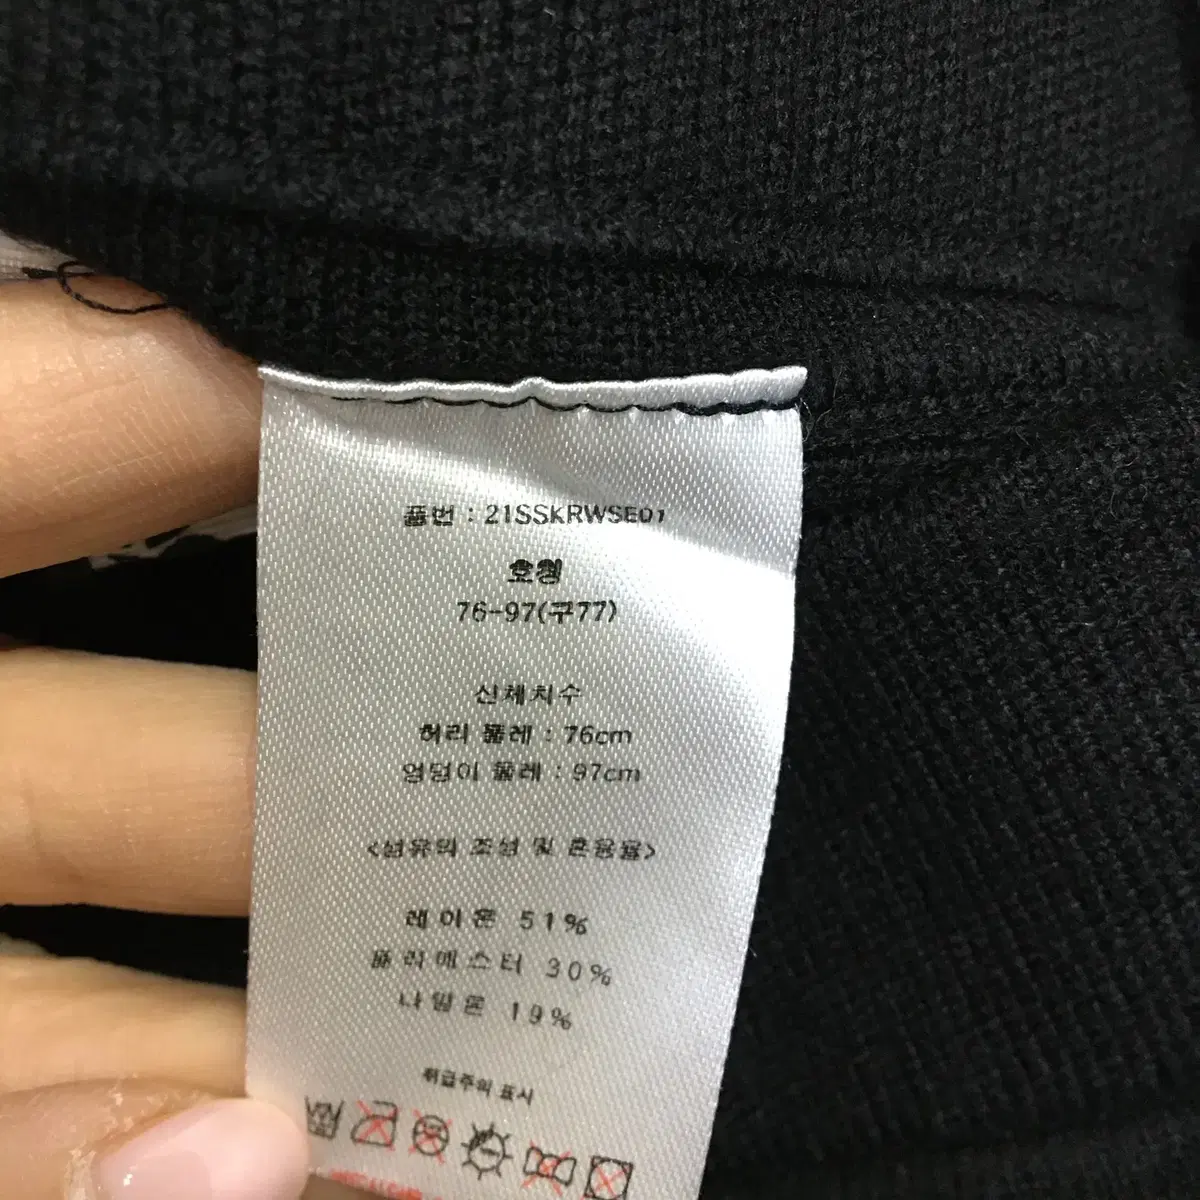 품번 : 21SSKRWSE01
호칭
76-97(구77)
신체치수
허리 둘레 : 76cm
엉덩이 둘레 : 97cm
<섬유의 조성 및 혼용율>
레이온 51%
폴리에스터 30%
나일론 19%
취급주의 표시